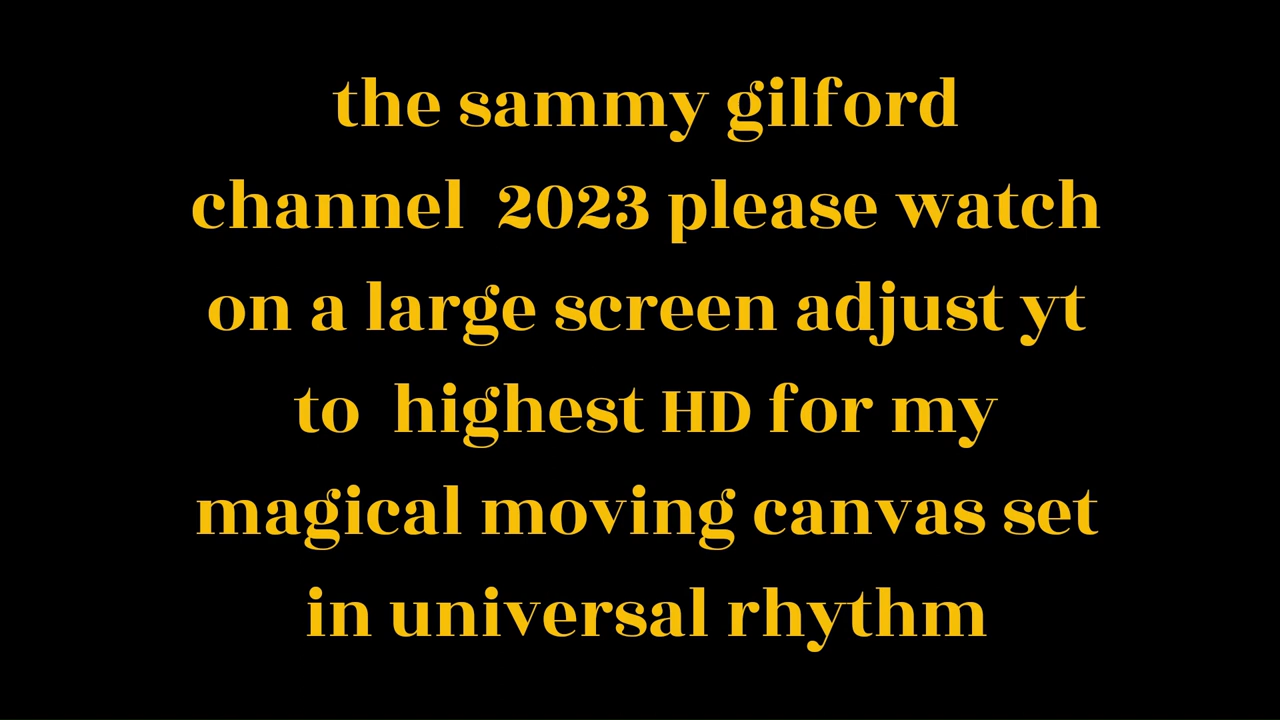 the sammy gilford
channel  2023 please watch
on a large screen adjust yt
to  highest HD for my
magical moving canvas set
in universal rhythm